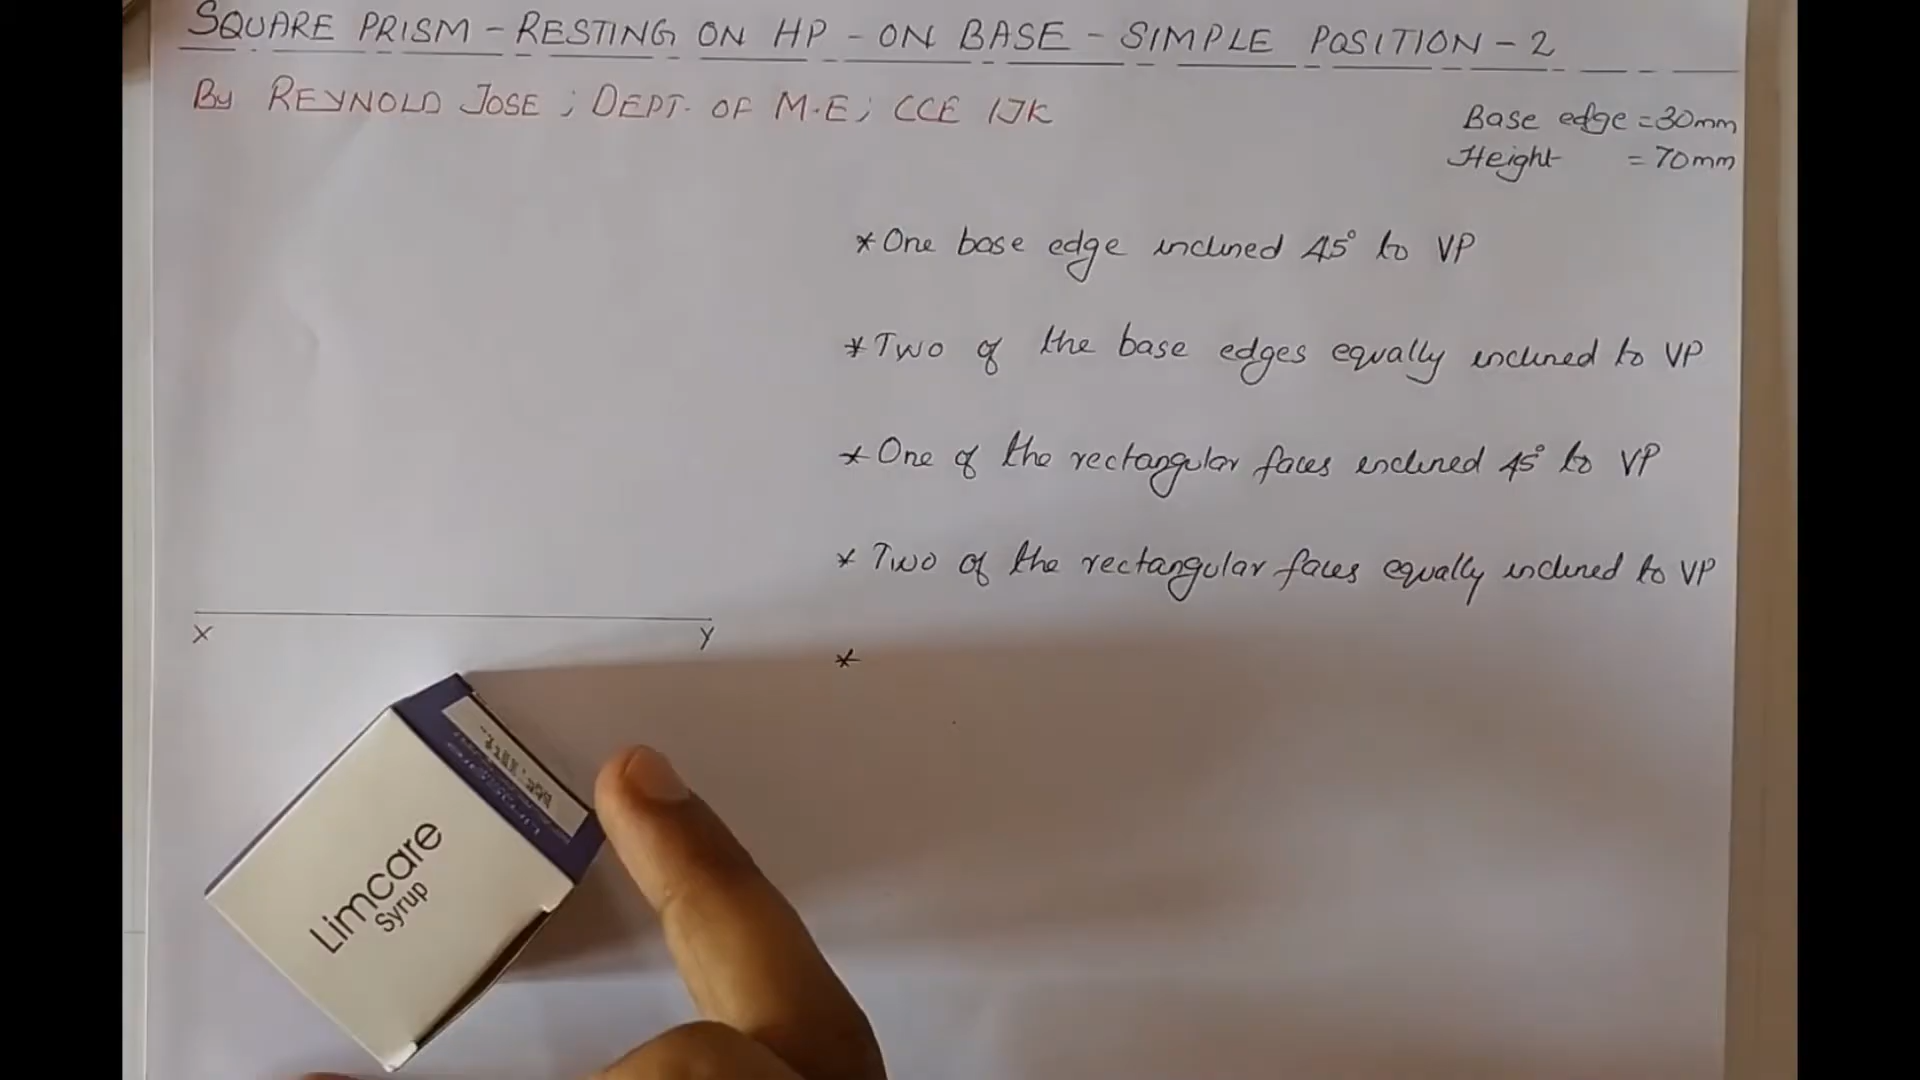 SQUARE PRISM - RESTING ON HP - ON BASE - SIMPLE POSITION - 2
By REYNOLD JOSE ; DEPT. OF M.E; CCE IJK
Base edge = 30mm
Height = 70mm
* One base edge inclined 45° to VP
* Two of the base edges equally inclined to VP
* One of the rectangular faces inclined 45° to VP
* Two of the rectangular faces equally inclined to VP
X Y
*
Limcare
Syrup